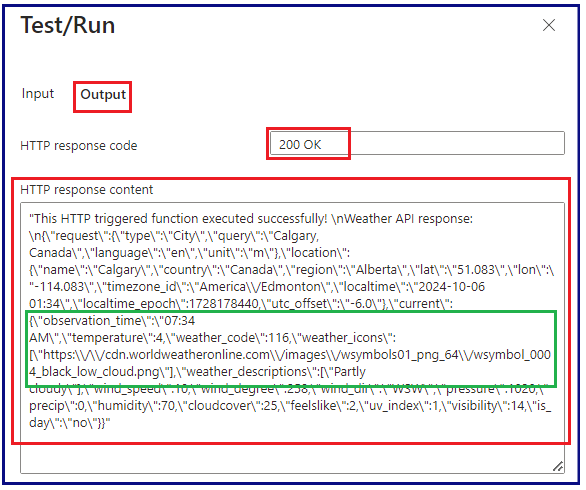 Test/Run
Input
Output
HTTP response code
200 OK
HTTP response content
"This HTTP triggered function executed successfully! \nWeather API response:
\n{\"request\":{\"type\":\"City\",\"query\":\"Calgary,
Canada\",\"language\":\"en\",\"unit\":\"m\"},\"location\":
{\"name\":\"Calgary\",\"country\":\"Canada\",\"region\":\"Alberta\",\"lat\":\"51.083\",\"lon\":\
"-114.083\",\"timezone_id\":\"America\\/Edmonton\",\"localtime\":\"2024-10-06
01:34\",\"localtime_epoch\":1728178440,\"utc_offset\":\"-6.0\"},\"current\":
{\"observation_time\":\"07:34
AM\",\"temperature\":4,\"weather_code\":116,\"weather_icons\":
[\"https:\\/\\/cdn.worldweatheronline.com\\/images\\/wsymbols01_png_64\\/wsymbol_000
4_black_low_cloud.png\"],\"weather_descriptions\":[\"Partly
cloudy\"],\"wind_speed\":10,\"wind_degree\":238,\"wind_dir\":\"WSW\",\"pressure\":1020,\"
precip\":0,\"humidity\":70,\"cloudcover\":25,\"feelslike\":2,\"uv_index\":1,\"visibility\":14,\"is_
day\":\"no\"}}"